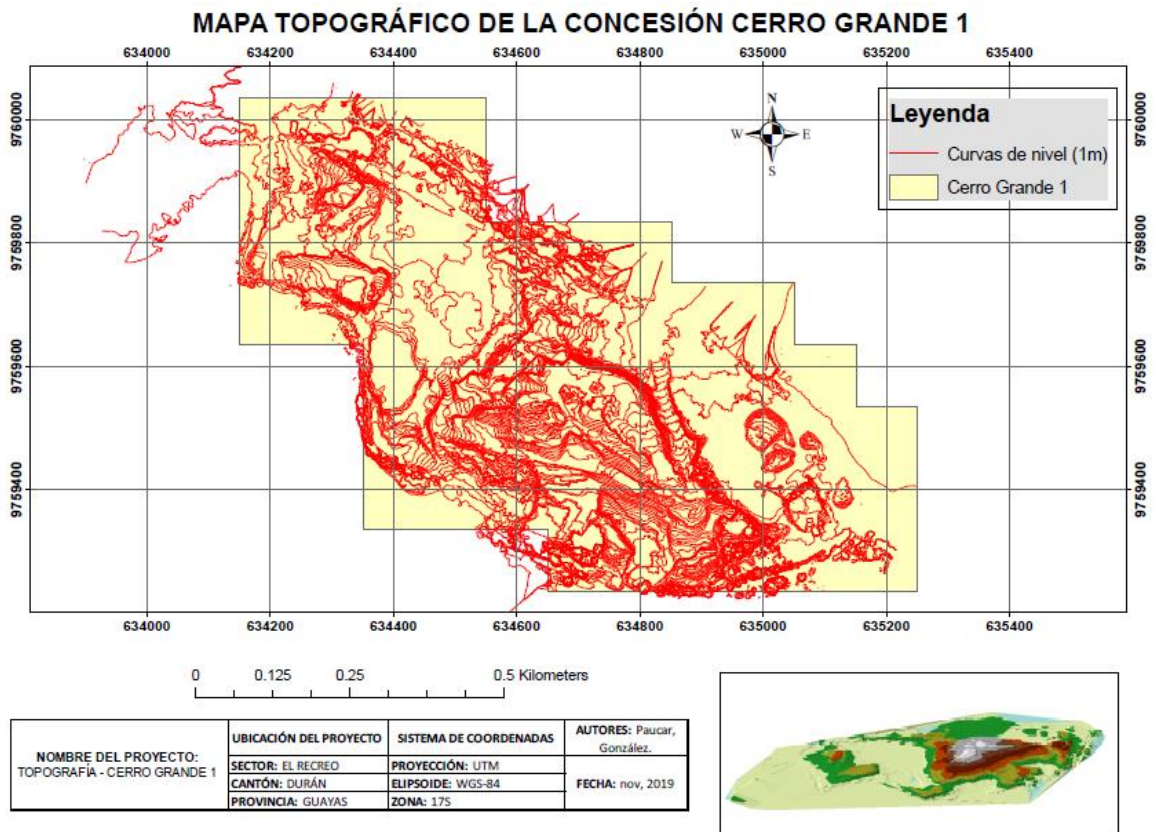 MAPA TOPOGRÁFICO DE LA CONCESIÓN CERRO GRANDE 1
634000 634200 634400 634600 634800 635000 635200 635400
9760000 9760000
9759800 9759800
9759600 9759600
9759400 9759400
N
W E
S
Leyenda
Curvas de nivel (1m)
Cerro Grande 1
634000 634200 634400 634600 634800 635000 635200 635400
0 0.125 0.25 0.5 Kilometers
NOMBRE DEL PROYECTO:
TOPOGRAFÍA - CERRO GRANDE 1
UBICACIÓN DEL PROYECTO
SECTOR: EL RECREO
CANTÓN: DURÁN
PROVINCIA: GUAYAS
SISTEMA DE COORDENADAS
PROYECCIÓN: UTM
ELIPSOIDE: WGS-84
ZONA: 17S
AUTORES: Paucar,
González.
FECHA: nov, 2019